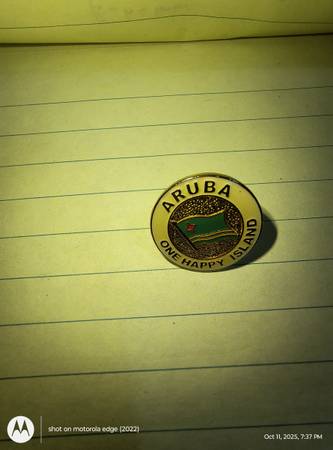 ARUBA
ONE HAPPY ISLAND
shot on motorola edge (2022)
Oct 11, 2025, 7:37 PM